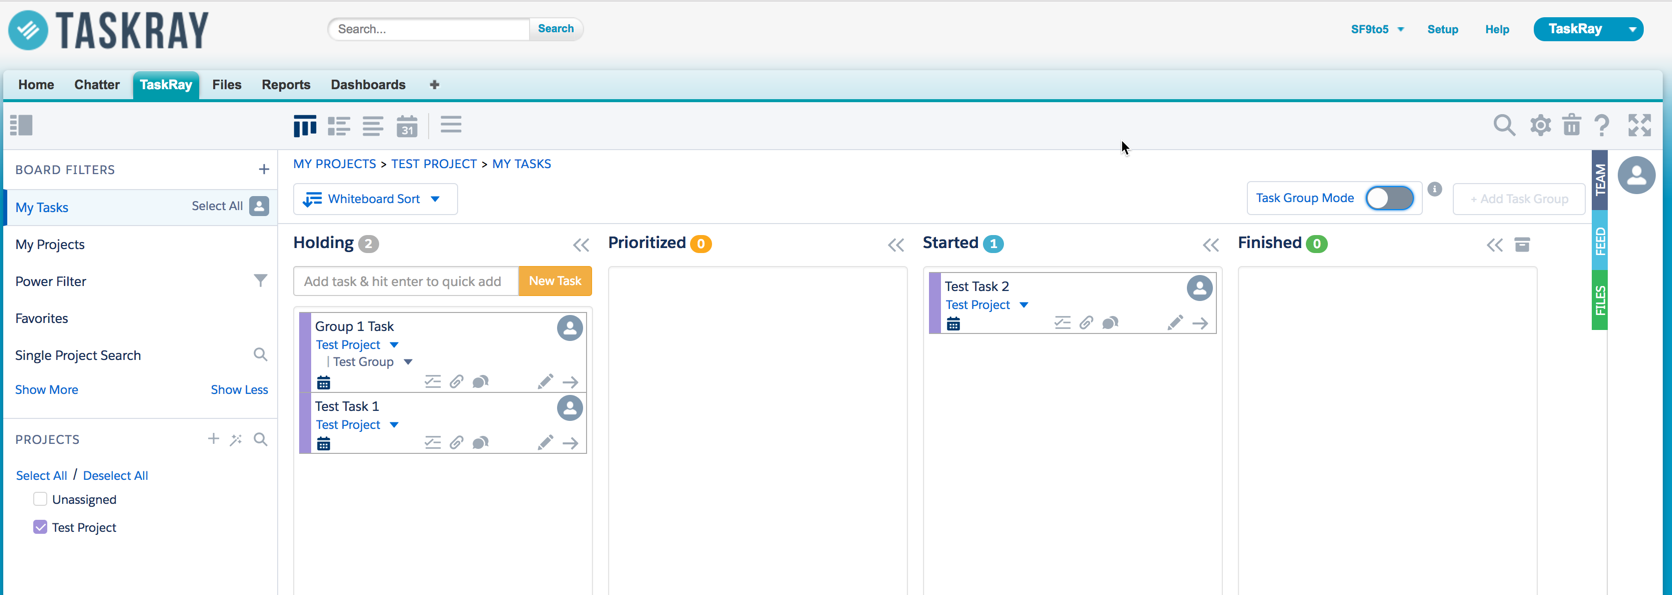 TASKRAY
Search...
Search
SF9to5
Setup
Help
TaskRay
Home
Chatter
TaskRay
Files
Reports
Dashboards
+
31
?
BOARD FILTERS
+
My Tasks
Select All
My Projects
Power Filter
Favorites
Single Project Search
Show More
Show Less
PROJECTS
+
Select All / Deselect All
Unassigned
Test Project
MY PROJECTS > TEST PROJECT > MY TASKS
Whiteboard Sort
Task Group Mode
i
+ Add Task Group
Holding 2
Add task & hit enter to quick add
New Task
Group 1 Task
Test Project
| Test Group
Test Task 1
Test Project
Prioritized 0
Started 1
Test Task 2
Test Project
Finished 0
TEAM
FEED
FILES